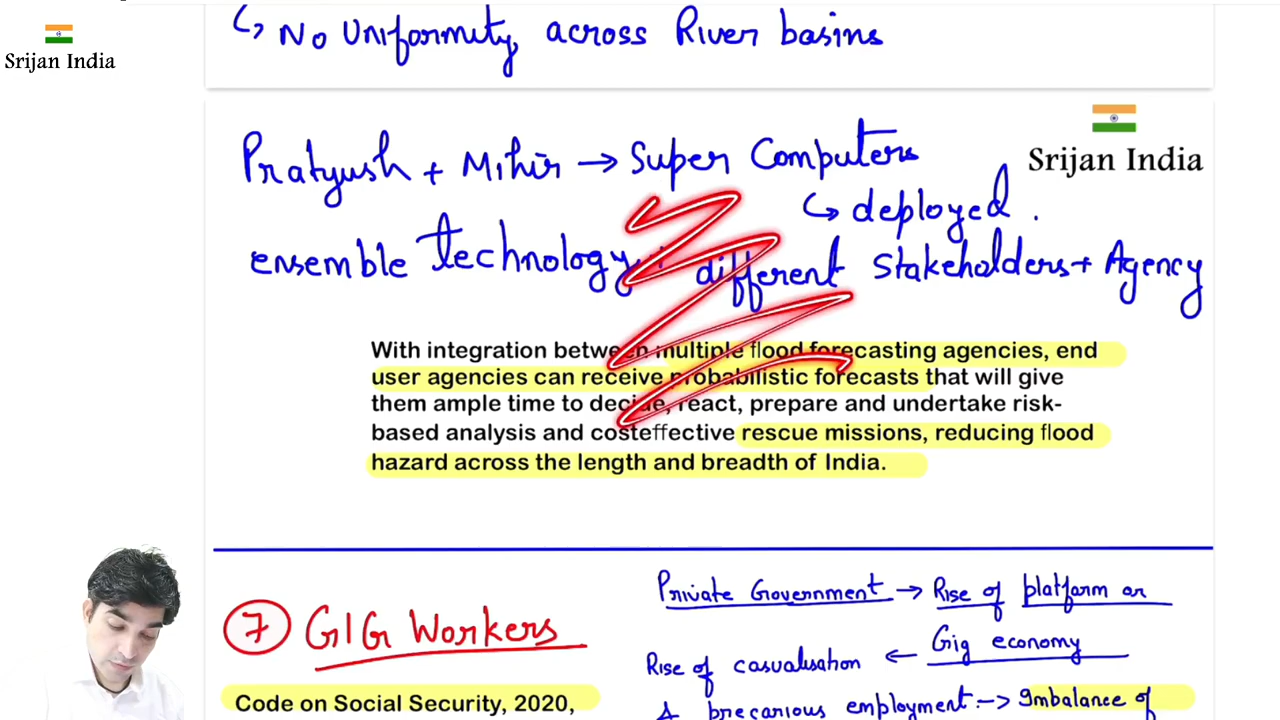 ↳ No Uniformity across River basins
Srijan India
Pratyush + Mihir → Super Computers
Srijan India
↳ deployed.
ensemble technology + different Stakeholders + Agency
With integration between multiple flood forecasting agencies, end
user agencies can receive probabilistic forecasts that will give
them ample time to decide, react, prepare and undertake risk-
based analysis and costeffective rescue missions, reducing flood
hazard across the length and breadth of India.
7 GIG Workers
Private Government → Rise of platform or
Gig economy
Rise of casualisation ←
& precarious employment → Imbalance of
Code on Social Security, 2020,